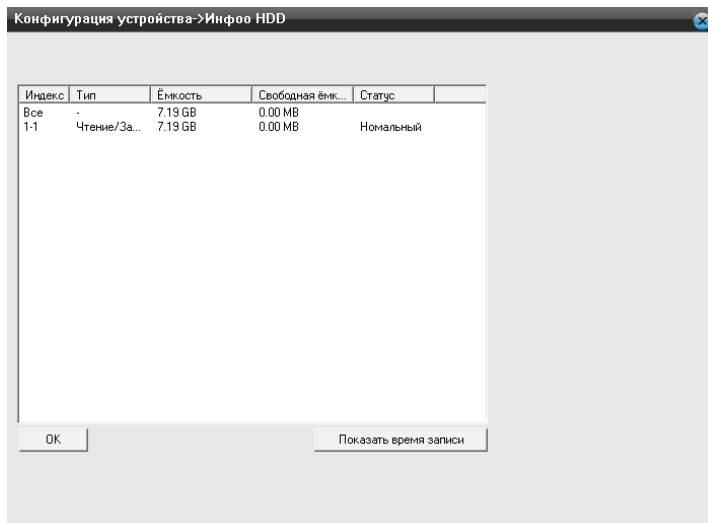 Конфигурация устройства->Инфоо HDD
Индекс Тип Ёмкость Свободная ёмк... Статус
Все - 7.19 GB 0.00 MB
1-1 Чтение/За... 7.19 GB 0.00 MB Номальный
OK Показать время записи